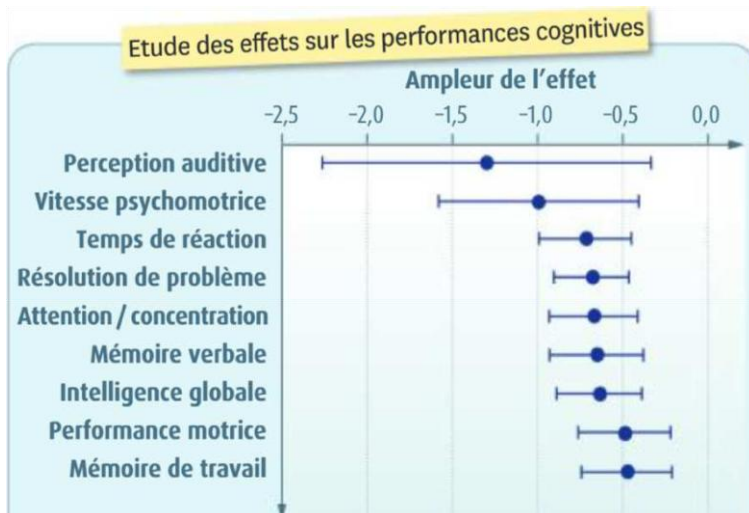 Etude des effets sur les performances cognitives
Ampleur de l'effet
–2,5 –2,0 –1,5 –1,0 –0,5 0,0
Perception auditive
Vitesse psychomotrice
Temps de réaction
Résolution de problème
Attention / concentration
Mémoire verbale
Intelligence globale
Performance motrice
Mémoire de travail